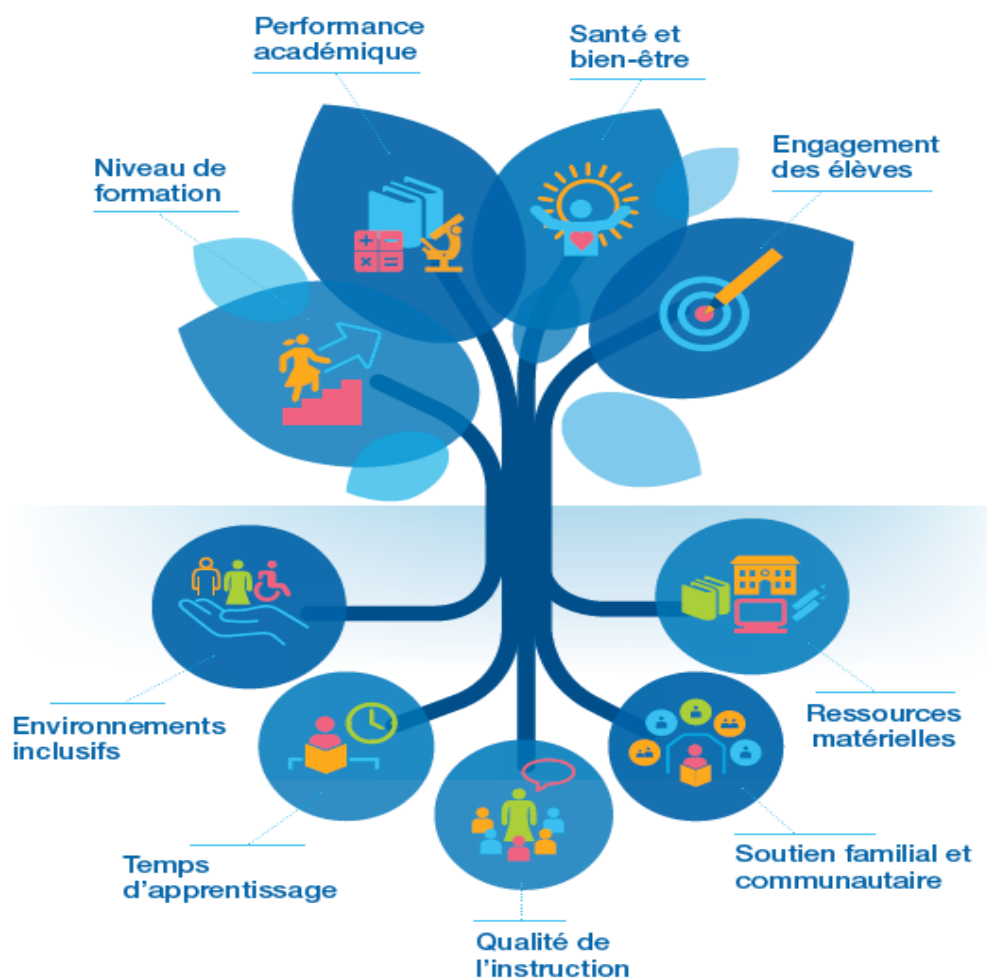 Performance
académique
Santé et
bien-être
Engagement
des élèves
Niveau de
formation
Environnements
inclusifs
Ressources
matérielles
Temps
d’apprentissage
Soutien familial et
communautaire
Qualité de
l’instruction